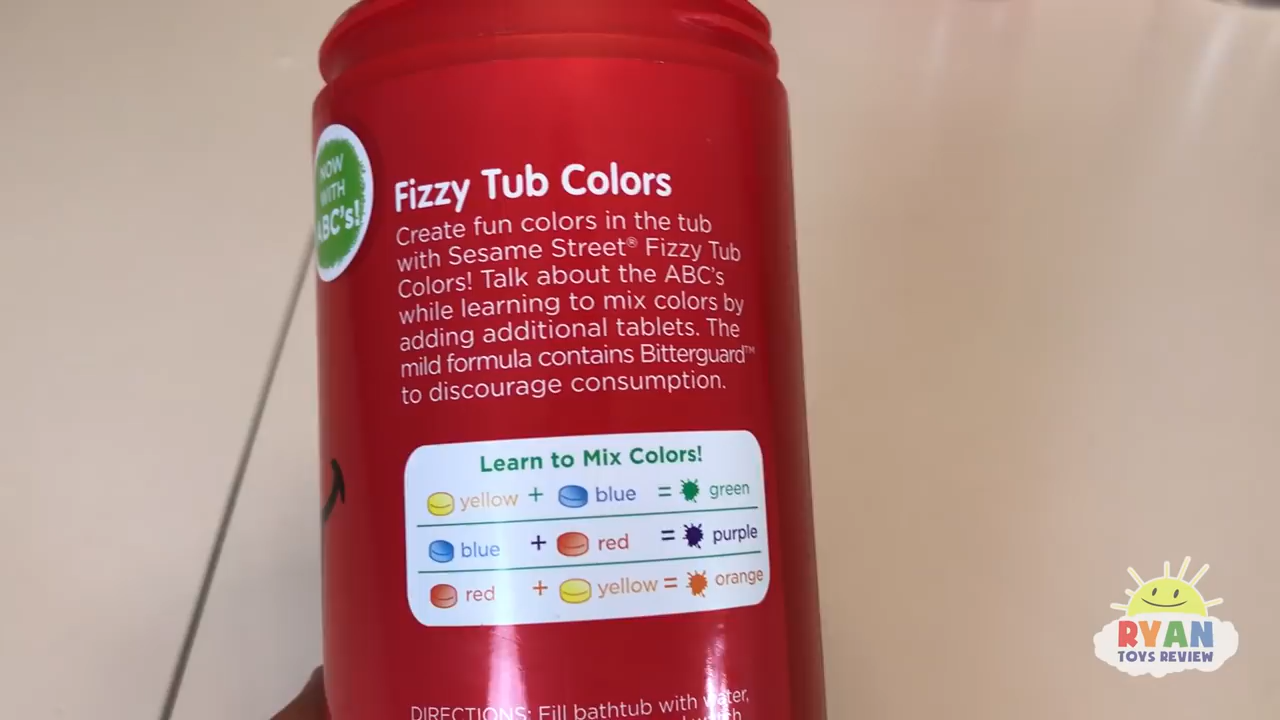 NOW
WITH
ABC's!
Fizzy Tub Colors
Create fun colors in the tub
with Sesame Street® Fizzy Tub
Colors! Talk about the ABC's
while learning to mix colors by
adding additional tablets. The
mild formula contains Bitterguard™
to discourage consumption.
Learn to Mix Colors!
yellow + blue = green
blue + red = purple
red + yellow = orange
DIRECTIONS: Fill bathtub with water,
RYAN
TOYS REVIEW